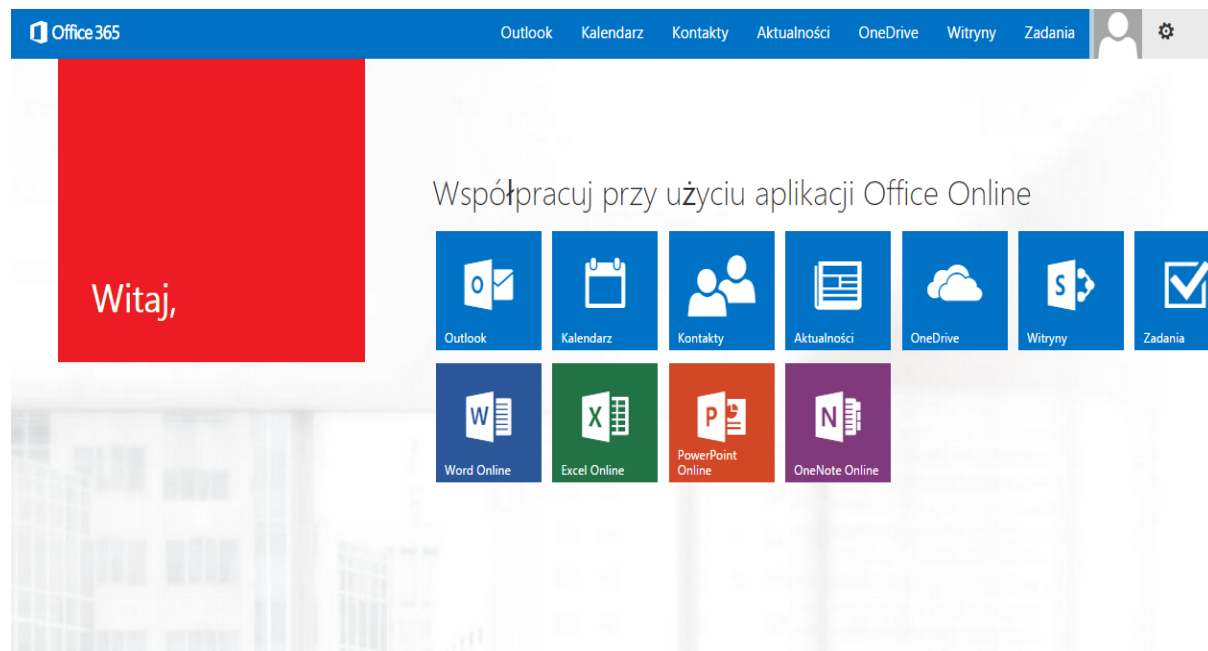 Office 365 Outlook Kalendarz Kontakty Aktualności OneDrive Witryny Zadania
Witaj,
Współpracuj przy użyciu aplikacji Office Online
Outlook Kalendarz Kontakty Aktualności OneDrive Witryny Zadania
Word Online Excel Online PowerPoint Online OneNote Online